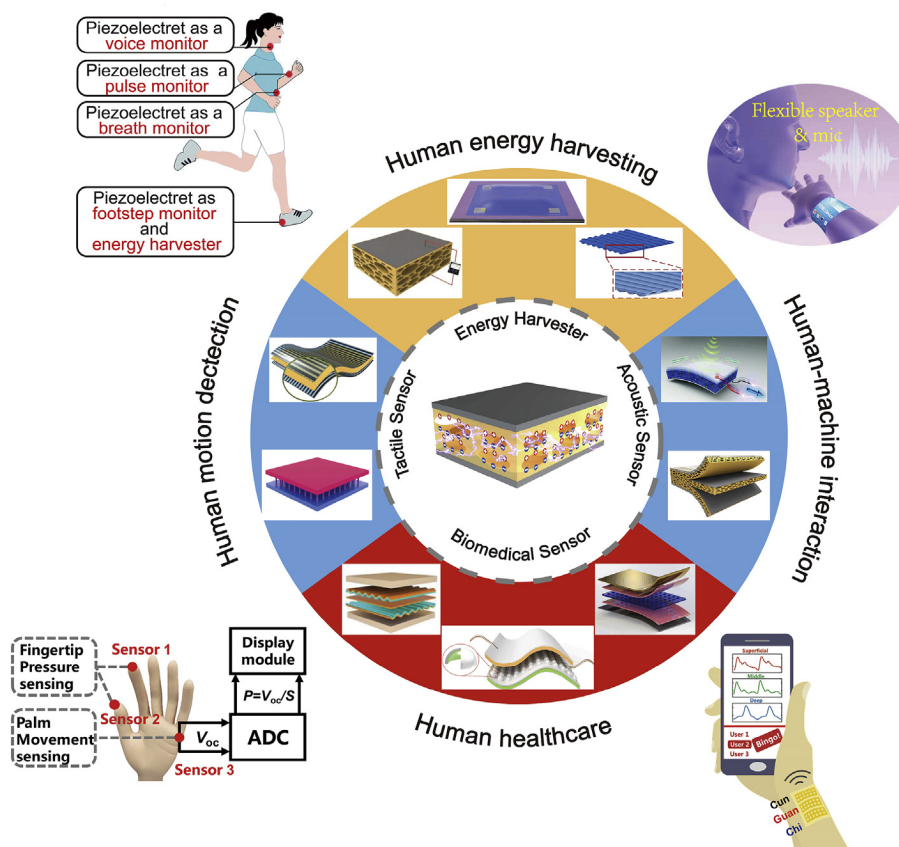 Piezoelectret as a
voice monitor
Piezoelectret as a
pulse monitor
Piezoelectret as a
breath monitor
Piezoelectret as
footstep monitor
and
energy harvester
Flexible speaker
& mic
Human energy harvesting
Human motion dectection
Human-machine interaction
Human healthcare
Energy Harvester
Tactile Sensor
Acoustic Sensor
Biomedical Sensor
Fingertip
Pressure
sensing
Palm
Movement
sensing
Sensor 1
Sensor 2
Sensor 3
Voc
Display
module
P=Voc/S
ADC
Superficial
Middle
Deep
User 1
User 2
User 3
Bingo!
Cun
Guan
Chi